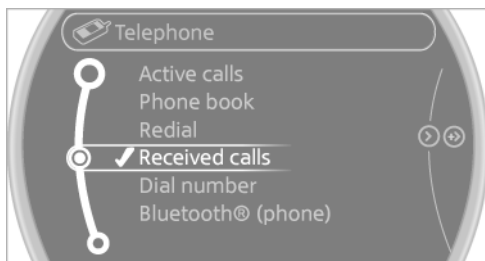 Telephone
Active calls
Phone book
Redial
Received calls
Dial number
Bluetooth® (phone)